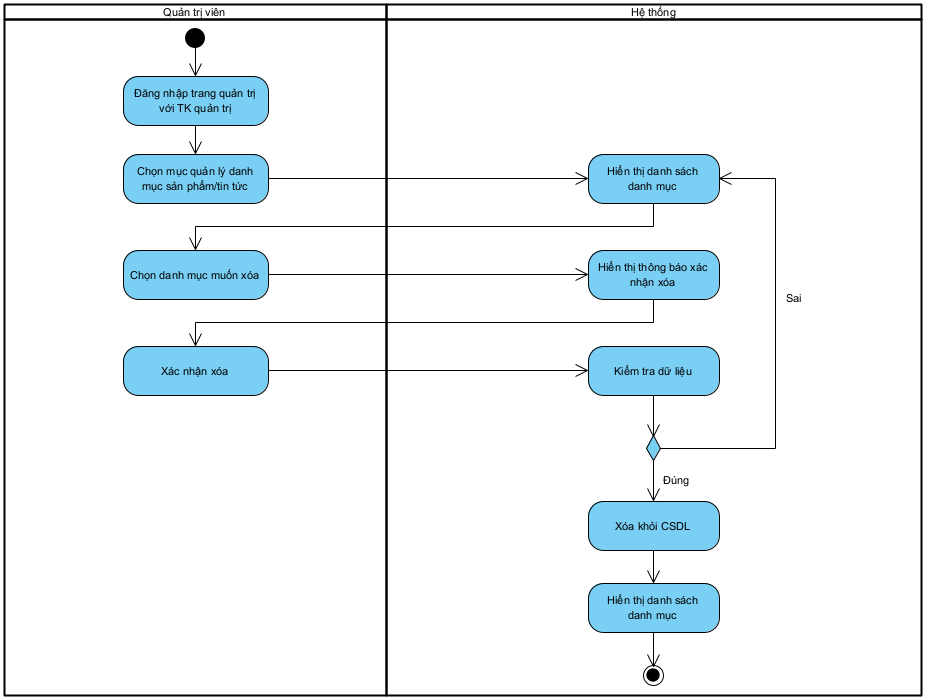 Quản trị viên
Hệ thống
Đăng nhập trang quản trị
với TK quản trị
Chọn mục quản lý danh
mục sản phẩm/tin tức
Hiển thị danh sách
danh mục
Chọn danh mục muốn xóa
Hiển thị thông báo xác
nhận xóa
Sai
Xác nhận xóa
Kiểm tra dữ liệu
Đúng
Xóa khỏi CSDL
Hiển thị danh sách
danh mục